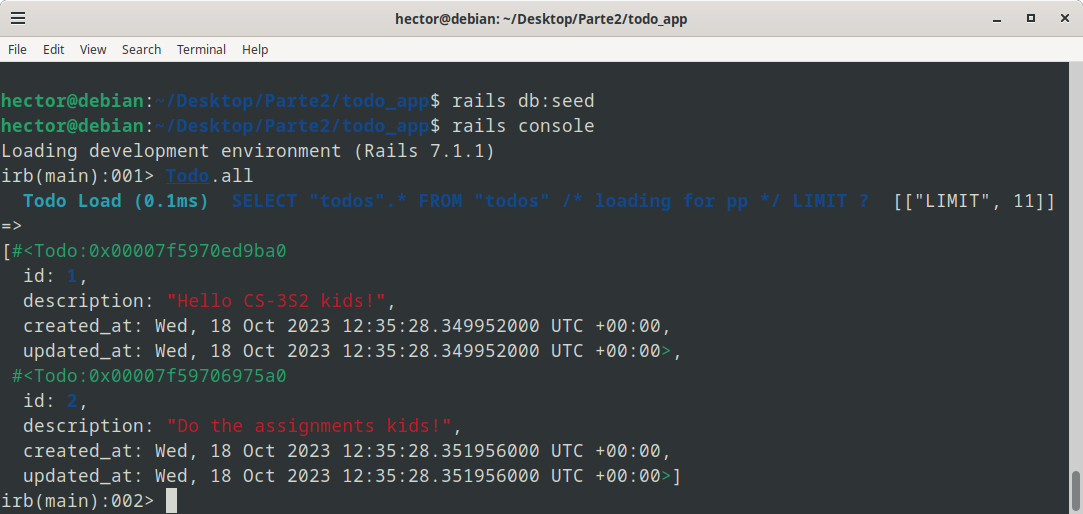 hector@debian: ~/Desktop/Parte2/todo_app
File Edit View Search Terminal Help
hector@debian:~/Desktop/Parte2/todo_app$ rails db:seed
hector@debian:~/Desktop/Parte2/todo_app$ rails console
Loading development environment (Rails 7.1.1)
irb(main):001> Todo.all
  Todo Load (0.1ms)  SELECT "todos".* FROM "todos" /* loading for pp */ LIMIT ?  [["LIMIT", 11]]
=>
[#<Todo:0x00007f5970ed9ba0
  id: 1,
  description: "Hello CS-3S2 kids!",
  created_at: Wed, 18 Oct 2023 12:35:28.349952000 UTC +00:00,
  updated_at: Wed, 18 Oct 2023 12:35:28.349952000 UTC +00:00>,
 #<Todo:0x00007f59706975a0
  id: 2,
  description: "Do the assignments kids!",
  created_at: Wed, 18 Oct 2023 12:35:28.351956000 UTC +00:00,
  updated_at: Wed, 18 Oct 2023 12:35:28.351956000 UTC +00:00>]
irb(main):002>